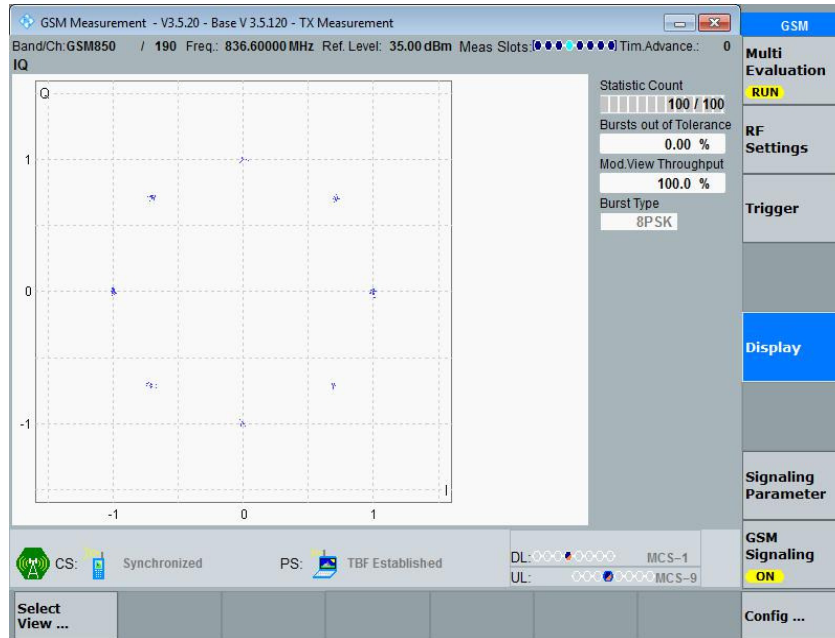 GSM Measurement - V3.5.20 - Base V 3.5.120 - TX Measurement
GSM
Band/Ch:GSM850 / 190 Freq.: 836.60000 MHz Ref. Level: 35.00 dBm Meas Slots: Tim.Advance.: 0
IQ
Multi
Evaluation
RUN
Statistic Count
100 / 100
Bursts out of Tolerance
0.00 %
Mod.View Throughput
100.0 %
Burst Type
8PSK
Q
1
0
-1
I
-1 0 1
RF
Settings
Trigger
Display
Signaling
Parameter
GSM
Signaling
ON
CS: Synchronized PS: TBF Established
DL: MCS-1
UL: MCS-9
Select
View ...
Config ...